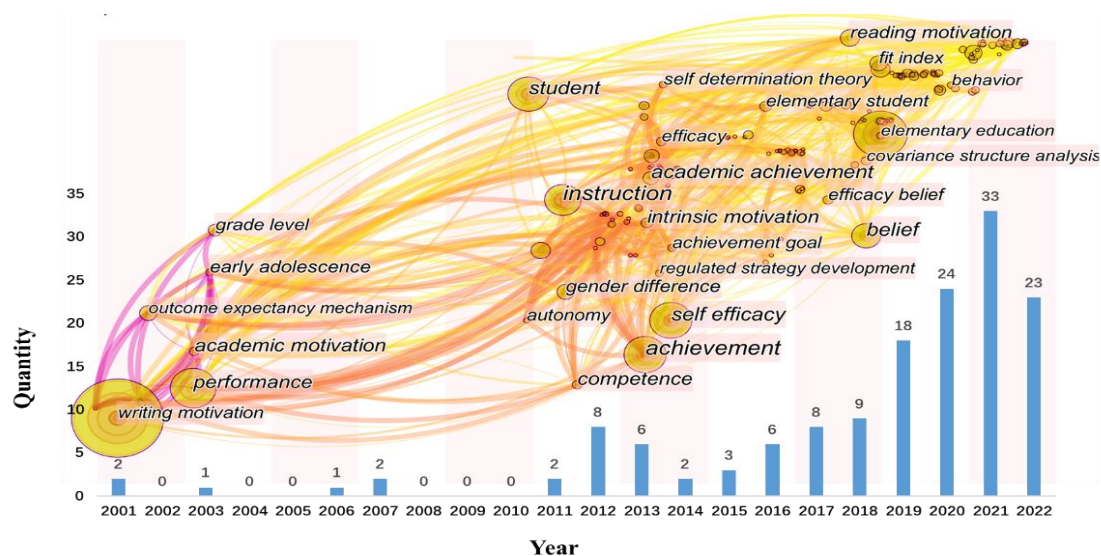 reading motivation
fit index
self determination theory
behavior
student
elementary student
efficacy
elementary education
covariance structure analysis
academic achievement
35
instruction
efficacy belief
33
grade level
intrinsic motivation
belief
30
achievement goal
early adolescence
regulated strategy development
25
gender difference
24
23
outcome expectancy mechanism
autonomy
self efficacy
20
18
academic motivation
achievement
15
performance
competence
10
writing motivation
5
0
2
0
1
0
0
1
2
0
0
0
2
8
6
2
3
6
8
9
2001 2002 2003 2004 2005 2006 2007 2008 2009 2010 2011 2012 2013 2014 2015 2016 2017 2018 2019 2020 2021 2022
Quantity
Year